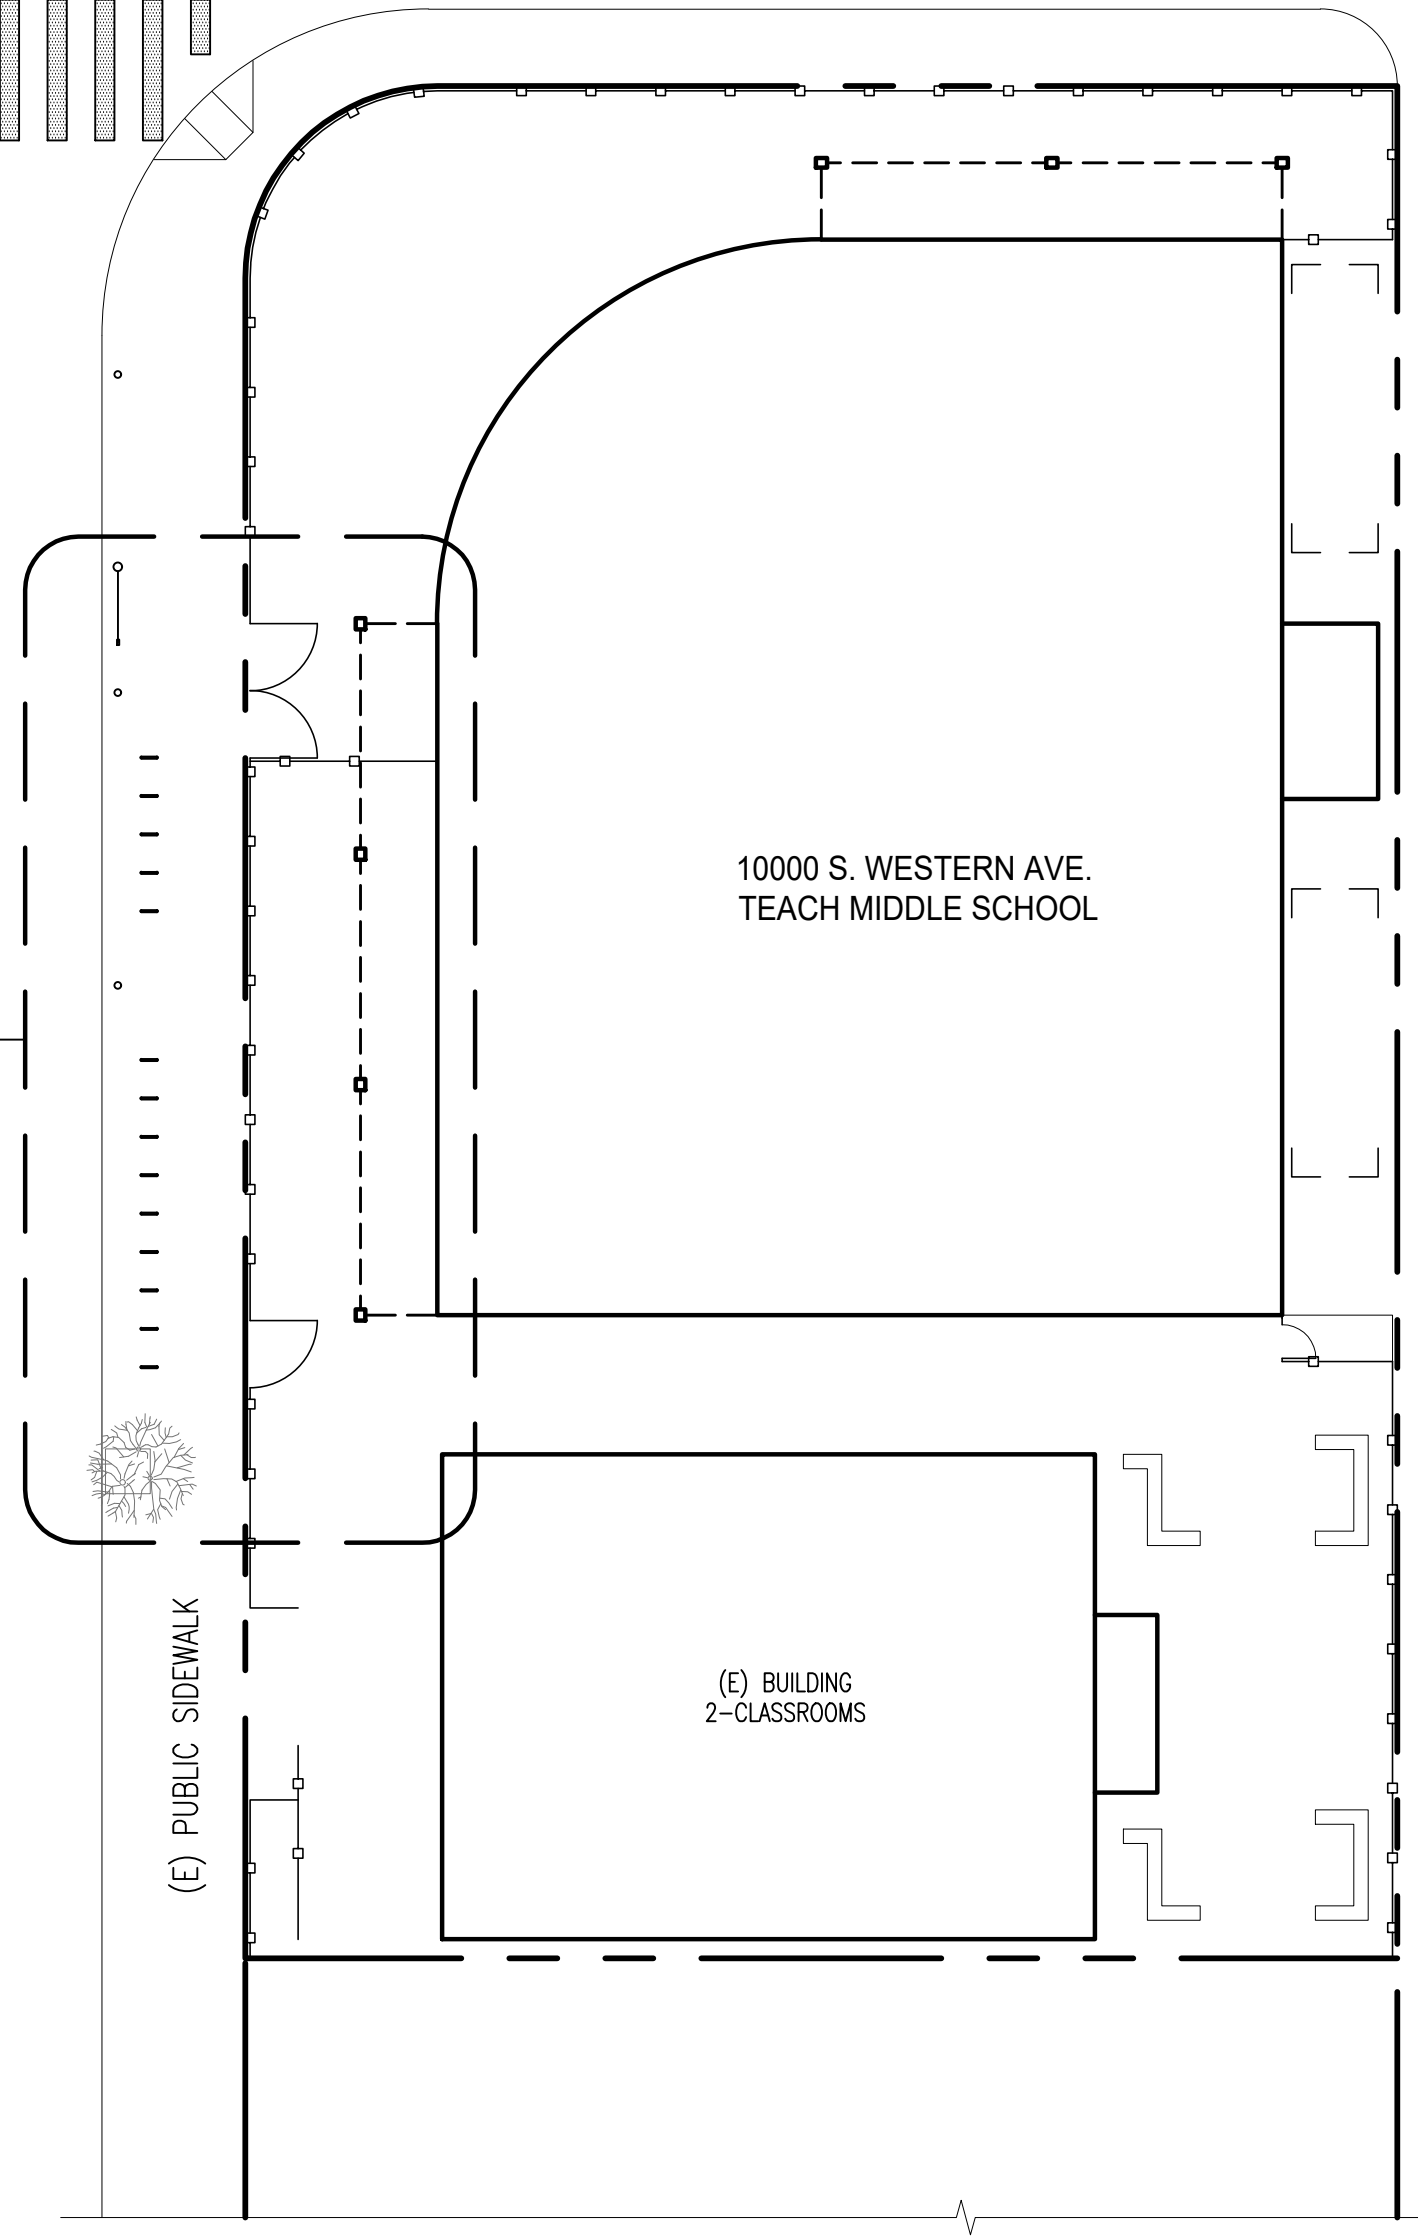 10000 S. WESTERN AVE.
TEACH MIDDLE SCHOOL
(E) BUILDING
2-CLASSROOMS
(E) PUBLIC SIDEWALK